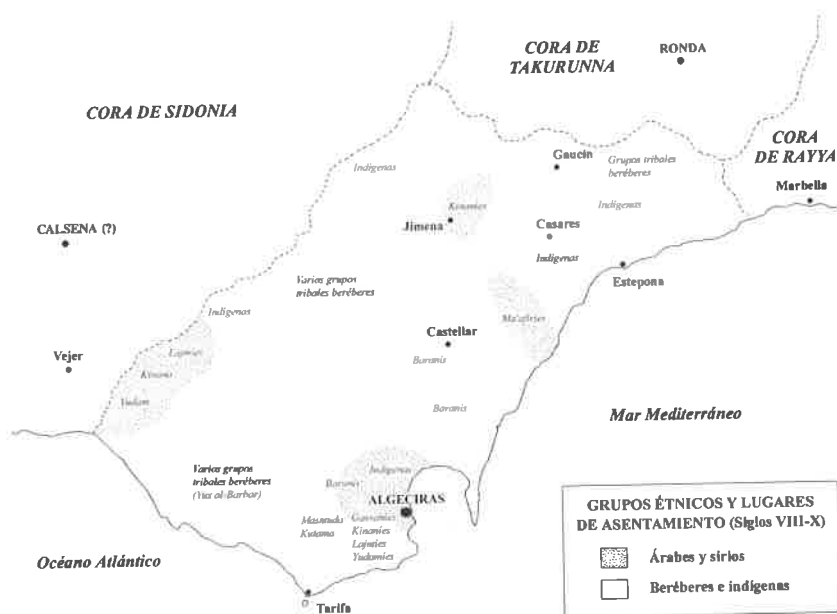 CORA DE
TAKURUNNA
RONDA
CORA DE SIDONIA
CORA
DE RAYYA
Gaucín
Grupos tribales
beréberes
Indígenas
Marbella
Kinaníes
Jimena
Indígenas
CALSENA (?)
Casares
Indígenas
Estepona
Varios grupos
tribales beréberes
Indígenas
Ma'afiríes
Castellar
Lajmíes
Vejer
Baranis
Kinana
Yudam
Baranis
Mar Mediterráneo
Varios grupos
tribales beréberes
Indígenas
Baranis
ALGECIRAS
Masmuda
Kutama
Gassaníes
Kinaníes
Lajmíes
Yudamíes
Océano Atlántico
Tarifa
GRUPOS ÉTNICOS Y LUGARES
DE ASENTAMIENTO (Siglos VIII-X)
Árabes y sirios
Beréberes e indígenas